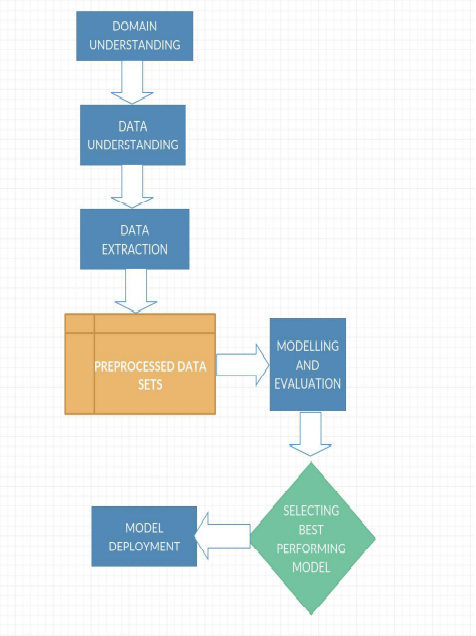 DOMAIN
UNDERSTANDING
DATA
UNDERSTANDING
DATA
EXTRACTION
PREPROCESSED DATA
SETS
MODELLING
AND
EVALUATION
SELECTING
BEST
PERFORMING
MODEL
MODEL
DEPLOYMENT